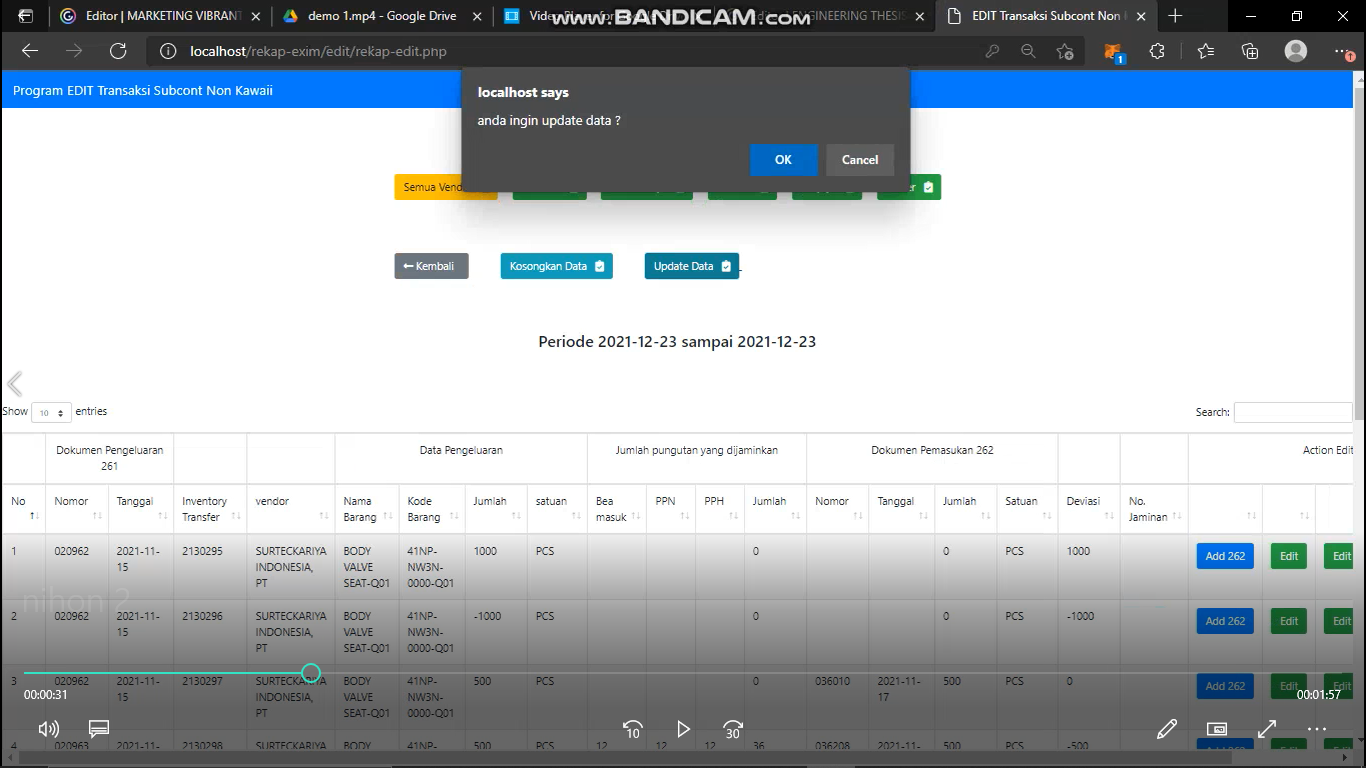 Editor | MARKETING VIBRANT
demo 1.mp4 - Google Drive
www.BANDICAM.com
EDIT Transaksi Subcont Non
localhost/rekap-exim/edit/rekap-edit.php
1
Program EDIT Transaksi Subcont Non Kawaii
localhost says
anda ingin update data ?
OK Cancel
Semua
Kembali Kosongkan Data Update Data
Periode 2021-12-23 sampai 2021-12-23
Show 10 entries Search:
Dokumen Pengeluaran 261 Data Pengeluaran Jumlah pungutan yang dijaminkan Dokumen Pemasukan 262 Action Edit
No Nomor Tanggal Inventory Transfer vendor Nama Barang Kode Barang Jumlah satuan Bea masuk PPN PPH Jumlah Nomor Tanggal Jumlah Satuan Deviasi No. Jaminan
1 020962 2021-11-15 2130295 SURTECKARIYA INDONESIA, PT BODY VALVE SEAT-Q01 41NP-NW3N-0000-Q01 1000 PCS 0 0 PCS 1000 Add 262 Edit Edit
nihon 2
2 020962 2021-11-15 2130296 SURTECKARIYA INDONESIA, PT BODY VALVE SEAT-Q01 41NP-NW3N-0000-Q01 -1000 PCS 0 0 PCS -1000 Add 262 Edit Edit
3 020962 2021-11-15 2130297 SURTECKARIYA INDONESIA, PT BODY VALVE SEAT-Q01 41NP-NW3N-0000-Q01 500 PCS 0 036010 2021-11-17 500 PCS 0 Add 262 Edit Edit
00:00:31 00:01:57
4 020963 2021-11- 2130298 SURTECKARIYA BODY 41NP- 500 PCS 12 12 12 36 036208 2021-11- 500 PCS -500 Add 262 Edit Edit
10 30